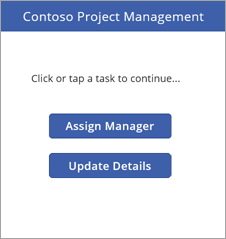 Contoso Project Management
Click or tap a task to continue...
Assign Manager
Update Details